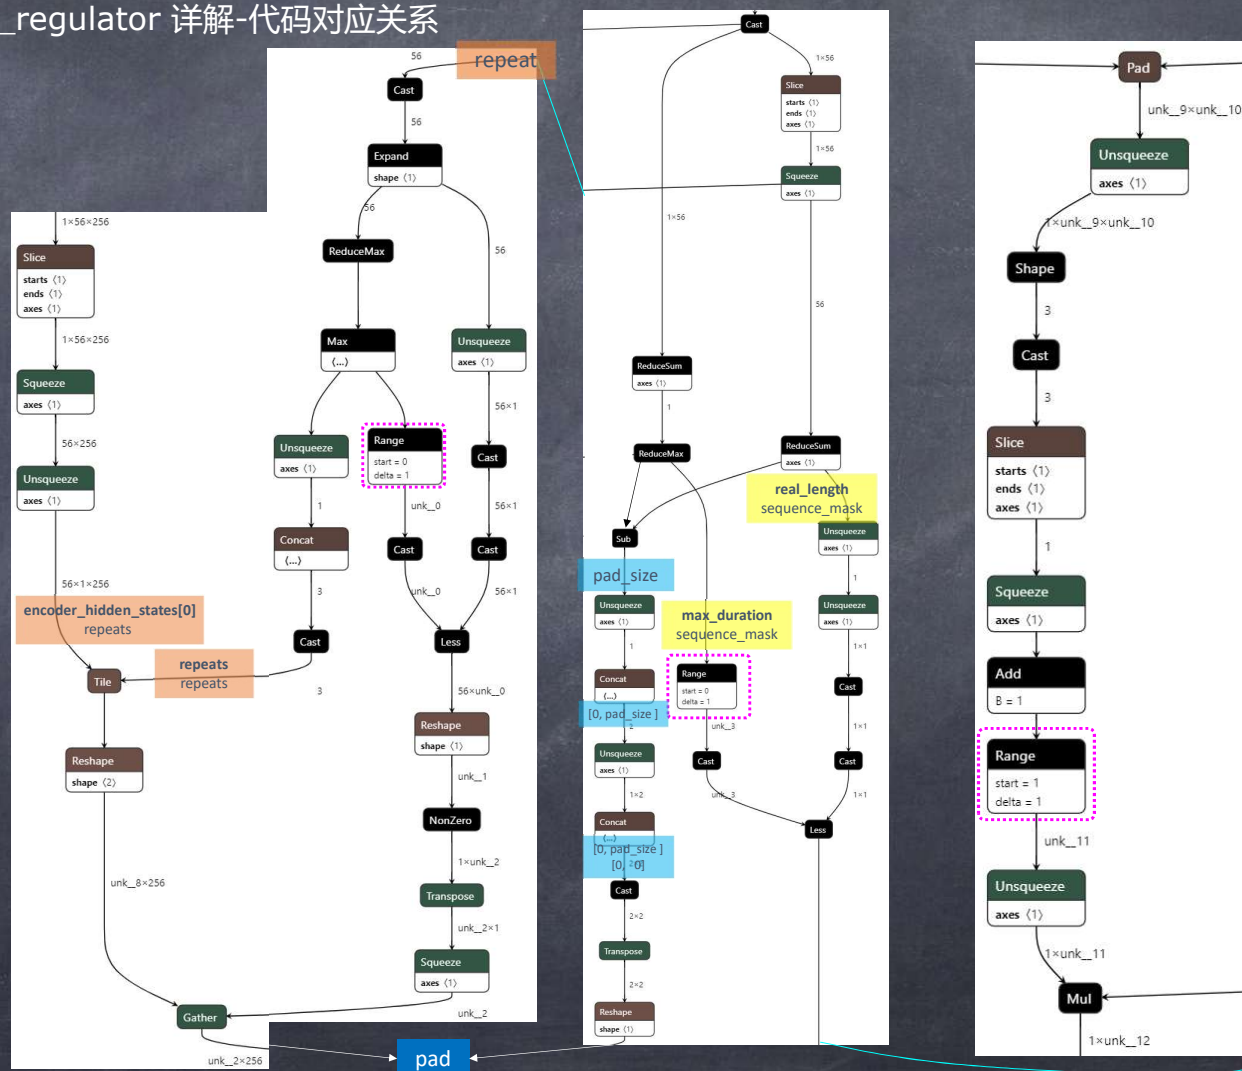 _regulator 详解-代码对应关系
56
repeat
Cast
56
Expand
shape ⟨1⟩
56
ReduceMax
56
Max
⟨...⟩
Unsqueeze
axes ⟨1⟩
56×1
Unsqueeze
axes ⟨1⟩
Range
start = 0
delta = 1
Cast
1
unk__0
56×1
Concat
⟨...⟩
Cast
Cast
3
unk__0
56×1
Cast
Less
3
56×unk__0
Reshape
shape ⟨1⟩
unk__1
NonZero
1×unk__2
Transpose
unk__2×1
Squeeze
axes ⟨1⟩
unk__2
1×56×256
Slice
starts ⟨1⟩
ends ⟨1⟩
axes ⟨1⟩
1×56×256
Squeeze
axes ⟨1⟩
56×256
Unsqueeze
axes ⟨1⟩
56×1×256
encoder_hidden_states[0]
repeats
repeats
repeats
Tile
Reshape
shape ⟨2⟩
unk__8×256
Gather
unk__2×256
pad
Cast
1×56
Slice
starts ⟨1⟩
ends ⟨1⟩
axes ⟨1⟩
1×56
Squeeze
axes ⟨1⟩
1×56
56
ReduceSum
axes ⟨1⟩
1
ReduceMax
ReduceSum
axes ⟨1⟩
real_length
sequence_mask
Sub
Unsqueeze
axes ⟨1⟩
pad_size
1
Unsqueeze
axes ⟨1⟩
Unsqueeze
axes ⟨1⟩
max_duration
sequence_mask
1
1×1
Concat
⟨...⟩
Range
start = 0
delta = 1
Cast
[0, pad_size ]
2
unk__3
1×1
Unsqueeze
axes ⟨1⟩
Cast
Cast
1×2
unk__3
1×1
Concat
⟨...⟩
Less
[0, pad_size ]
[0, 0]
Cast
2×2
Transpose
2×2
Reshape
shape ⟨1⟩
Pad
unk__9×unk__10
Unsqueeze
axes ⟨1⟩
1×unk__9×unk__10
Shape
3
Cast
3
Slice
starts ⟨1⟩
ends ⟨1⟩
axes ⟨1⟩
1
Squeeze
axes ⟨1⟩
Add
B = 1
Range
start = 1
delta = 1
unk__11
Unsqueeze
axes ⟨1⟩
1×unk__11
Mul
1×unk__12